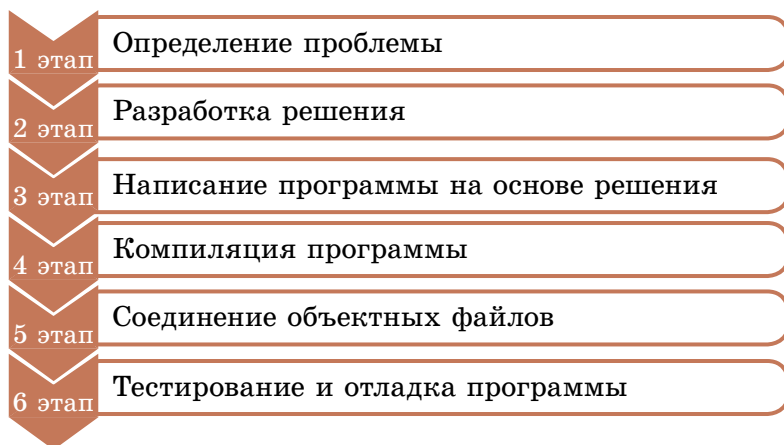 1 этап Определение проблемы
2 этап Разработка решения
3 этап Написание программы на основе решения
4 этап Компиляция программы
5 этап Соединение объектных файлов
6 этап Тестирование и отладка программы